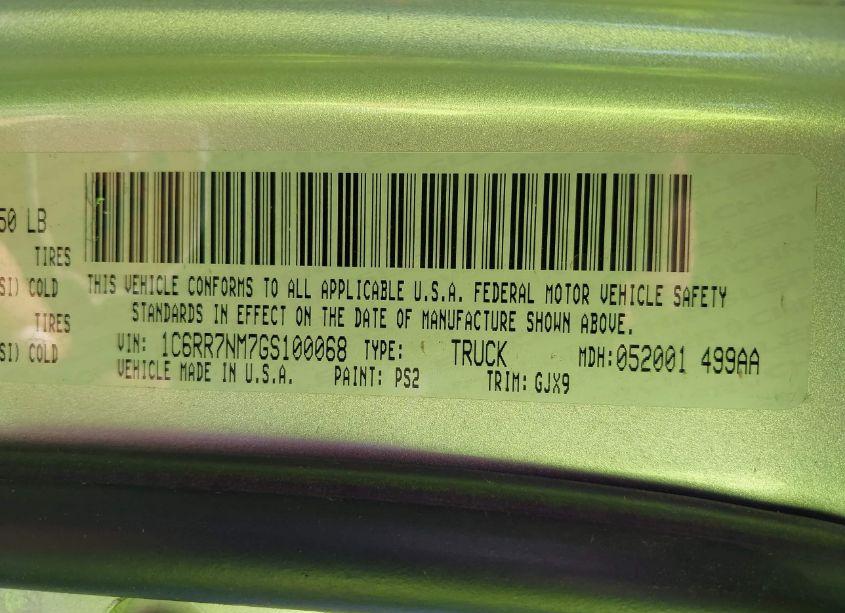 50 LB
TIRES
SI) COLD
TIRES
SI) COLD
THIS VEHICLE CONFORMS TO ALL APPLICABLE U.S.A. FEDERAL MOTOR VEHICLE SAFETY
STANDARDS IN EFFECT ON THE DATE OF MANUFACTURE SHOWN ABOVE.
VIN: 1C6RR7NM7GS100068 TYPE: TRUCK MDH:052001 499AA
VEHICLE MADE IN U.S.A. PAINT: PS2 TRIM: GJX9